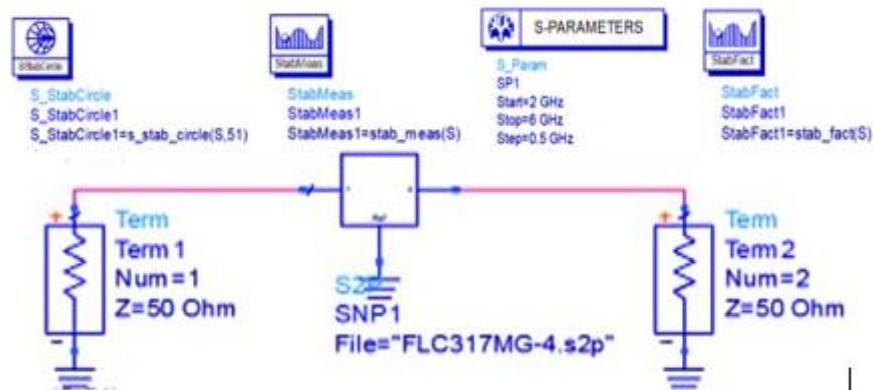 S-PARAMETERS
StabMeas
StabFact
S_StabCircle
S_StabCircle1
S_StabCircle1=s_stab_circle(S,51)
StabMeas
StabMeas1
StabMeas1=stab_meas(S)
S_Param
SP1
Start=2 GHz
Stop=6 GHz
Step=0.5 GHz
StabFact
StabFact1
StabFact1=stab_fact(S)
Ref
+
Term
Term 1
Num=1
Z=50 Ohm
-
S2P
SNP1
File="FLC317MG-4.s2p"
+
Term
Term 2
Num=2
Z=50 Ohm
-